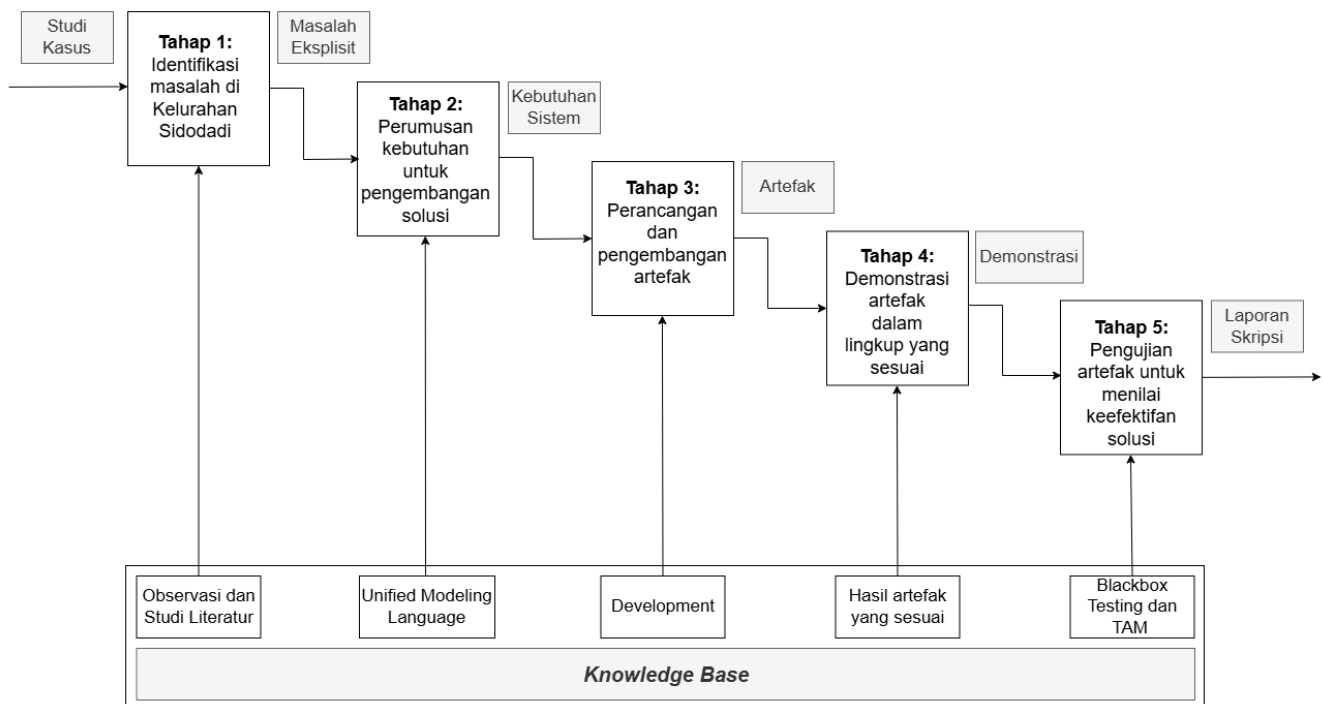 Studi
Kasus
Tahap 1:
Identifikasi
masalah di
Kelurahan
Sidodadi
Masalah
Eksplisit
Tahap 2:
Perumusan
kebutuhan
untuk
pengembangan
solusi
Kebutuhan
Sistem
Tahap 3:
Perancangan
dan
pengembangan
artefak
Artefak
Tahap 4:
Demonstrasi
artefak
dalam
lingkup yang
sesuai
Demonstrasi
Tahap 5:
Pengujian
artefak untuk
menilai
keefektifan
solusi
Laporan
Skripsi
Observasi dan
Studi Literatur
Unified Modeling
Language
Development
Hasil artefak
yang sesuai
Blackbox
Testing dan
TAM
Knowledge Base